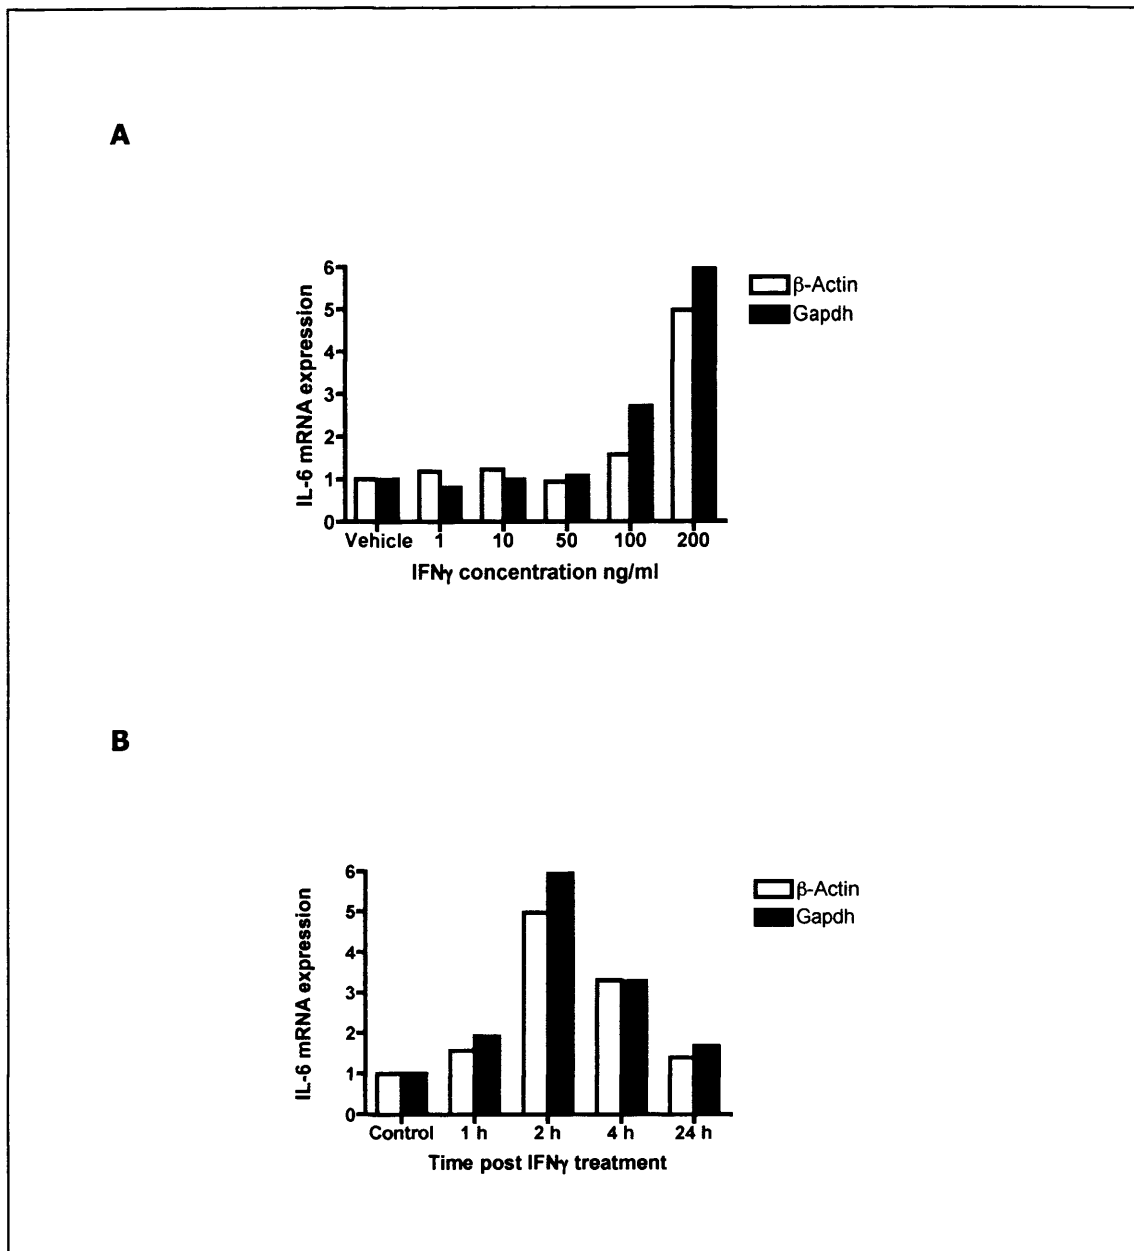 A
IL-6 mRNA expression
6
5
4
3
2
1
0
Vehicle 1 10 50 100 200
IFNγ concentration ng/ml
β-Actin
Gapdh
B
IL-6 mRNA expression
6
5
4
3
2
1
0
Control 1 h 2 h 4 h 24 h
Time post IFNγ treatment
β-Actin
Gapdh